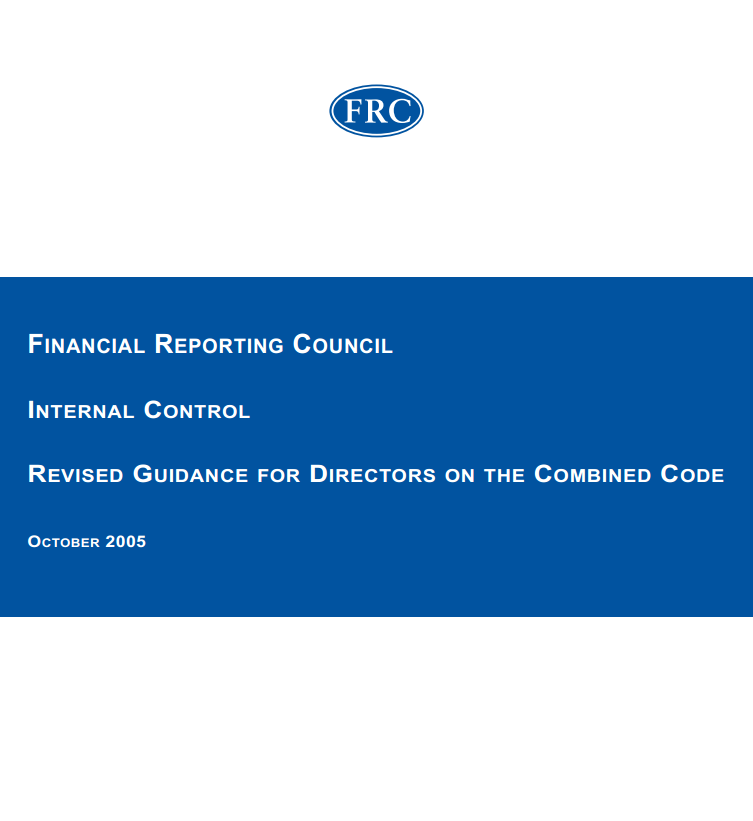 FRC
Financial Reporting Council
Internal Control
Revised Guidance for Directors on the Combined Code
October 2005